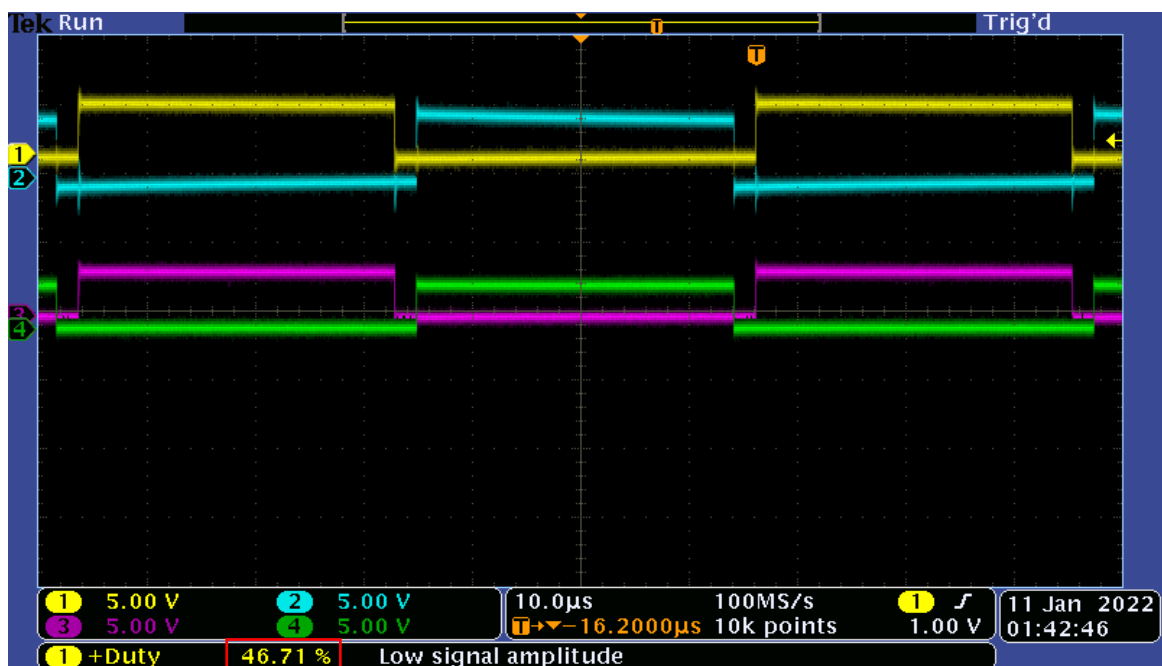 Tek Run Trig'd
T
T
1
2
3
4
1 5.00 V 2 5.00 V
3 5.00 V 4 5.00 V
10.0µs 100MS/s 1
T→▼−16.2000µs 10k points 1.00 V
11 Jan 2022
01:42:46
1 +Duty 46.71 % Low signal amplitude